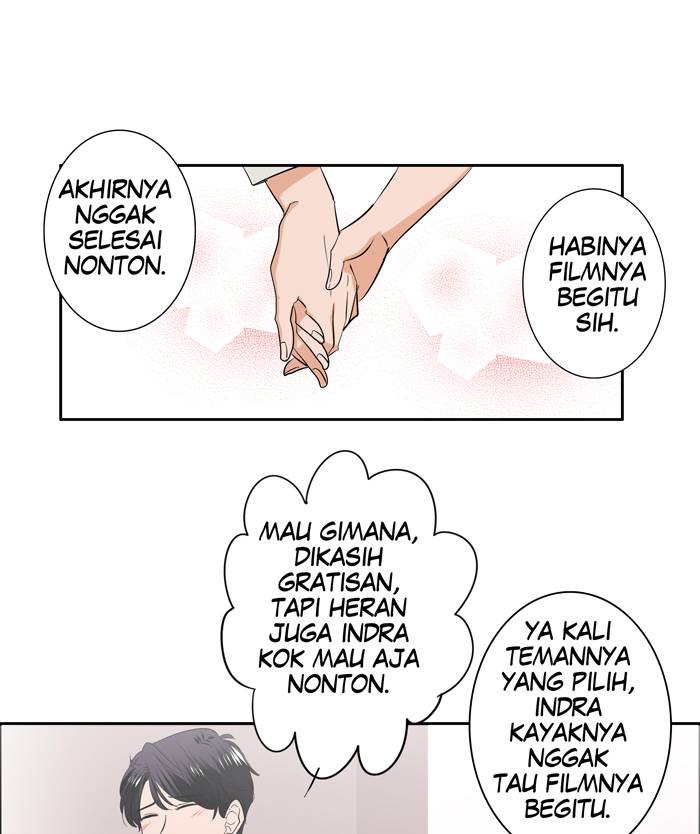 AKHIRNYA
NGGAK
SELESAI
NONTON.
HABINYA
FILMNYA
BEGITU
SIH.
MAU GIMANA,
DIKASIH
GRATISAN,
TAPI HERAN
JUGA INDRA
KOK MAU AJA
NONTON.
YA KALI
TEMANNYA
YANG PILIH,
INDRA
KAYAKNYA
NGGAK
TAU FILMNYA
BEGITU.